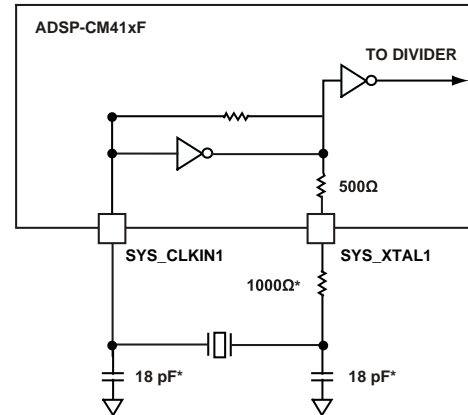 ADSP-CM41xF
TO DIVIDER
500Ω
SYS_CLKIN1
SYS_XTAL1
1000Ω*
18 pF*
18 pF*